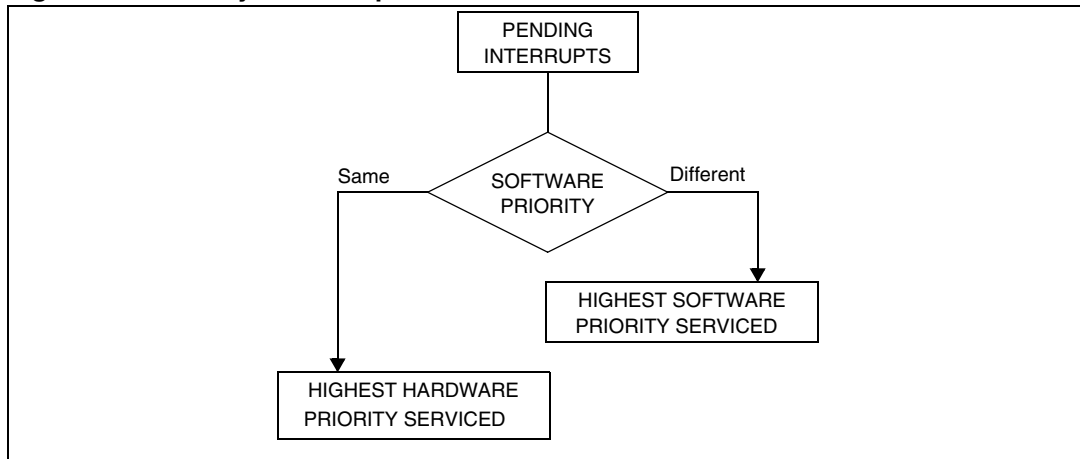 PENDING
INTERRUPTS
Same
Different
SOFTWARE
PRIORITY
HIGHEST SOFTWARE
PRIORITY SERVICED
HIGHEST HARDWARE
PRIORITY SERVICED